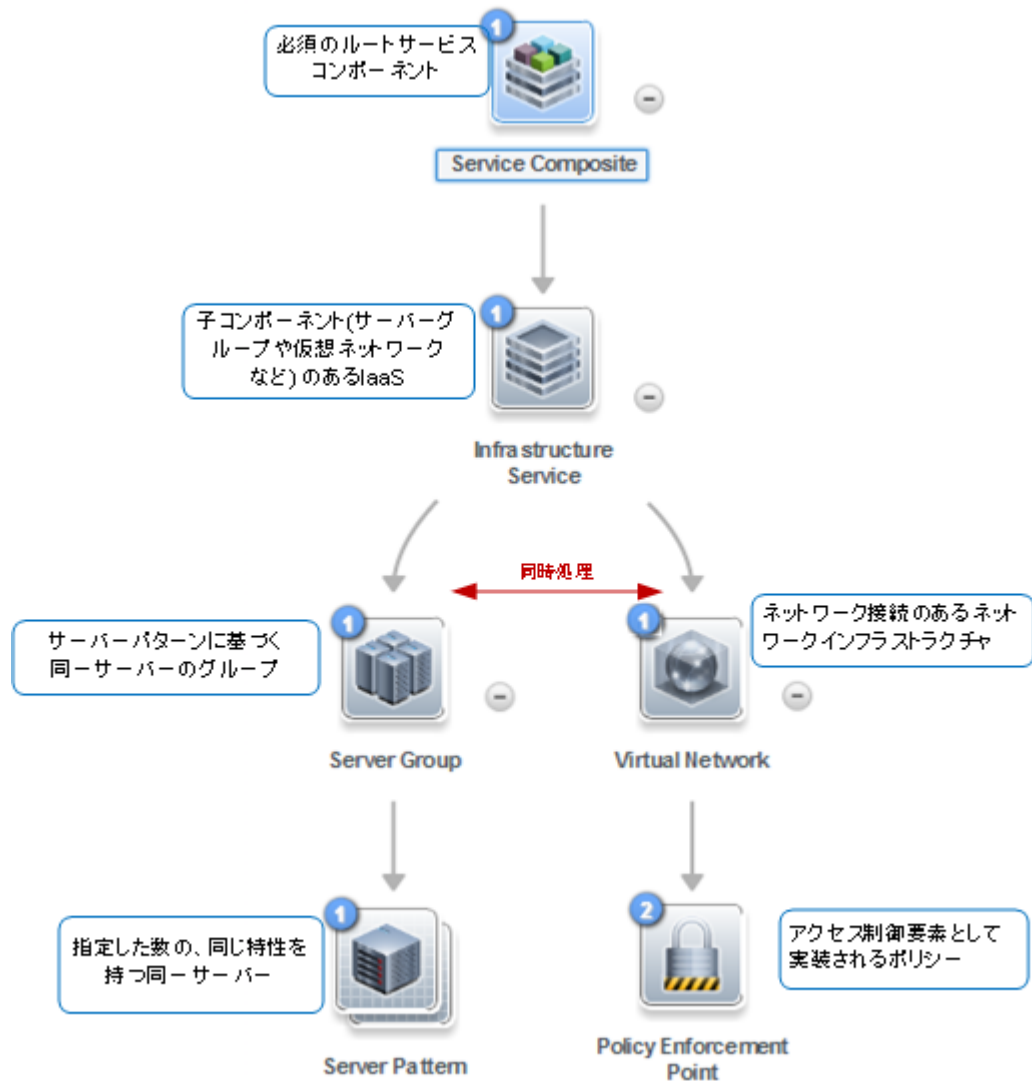 1
必須のルートサービス
コンポーネント
Service Composite
1
子コンポーネント(サーバーグ
ループや仮想ネットワーク
など) のあるIaaS
Infrastructure
Service
同時処理
1
サーバーパターンに基づく
同一サーバーのグループ
Server Group
1
ネットワーク接続のあるネット
ワークインフラストラクチャ
Virtual Network
1
指定した数の、同じ特性を
持つ同一サーバー
Server Pattern
2
アクセス制御要素として
実装されるポリシー
Policy Enforcement
Point